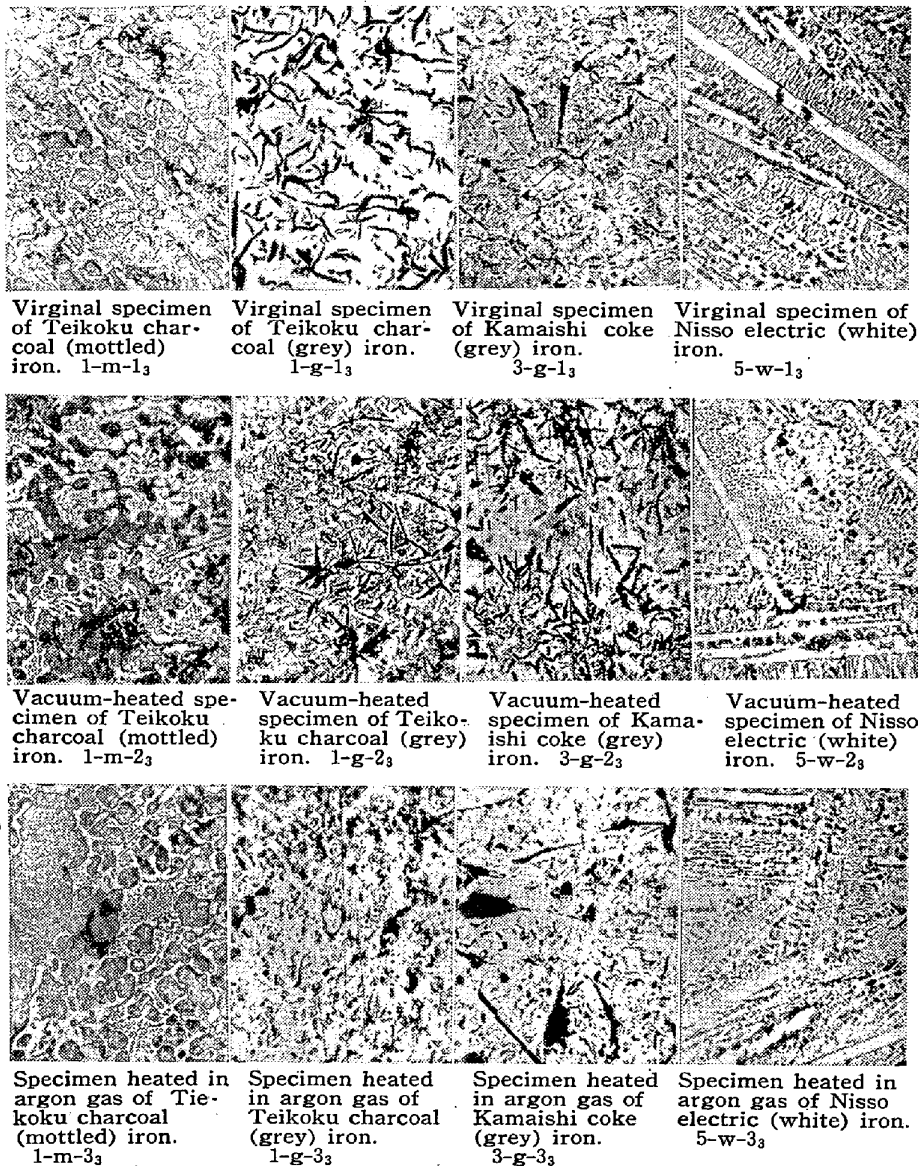 Virginal specimen
of Teikoku char-
coal (mottled)
iron. 1-m-1₃
Virginal specimen
of Teikoku char-
coal (grey) iron.
1-g-1₃
Virginal specimen
of Kamaishi coke
(grey) iron.
3-g-1₃
Virginal specimen of
Nisso electric (white)
iron.
5-w-1₃
Vacuum-heated spe-
cimen of Teikoku
charcoal (mottled)
iron. 1-m-2₃
Vacuum-heated
specimen of Teiko-
ku charcoal (grey)
iron. 1-g-2₃
Vacuum-heated
specimen of Kama-
ishi coke (grey)
iron. 3-g-2₃
Vacuum-heated
specimen of Nisso
electric (white)
iron. 5-w-2₃
Specimen heated in
argon gas of Tie-
koku charcoal
(mottled) iron.
1-m-3₃
Specimen heated
in argon gas of
Teikoku charcoal
(grey) iron.
1-g-3₃
Specimen heated
in argon gas of
Kamaishi coke
(grey) iron.
3-g-3₃
Specimen heated in
argon gas of Nisso
electric (white) iron.
5-w-3₃